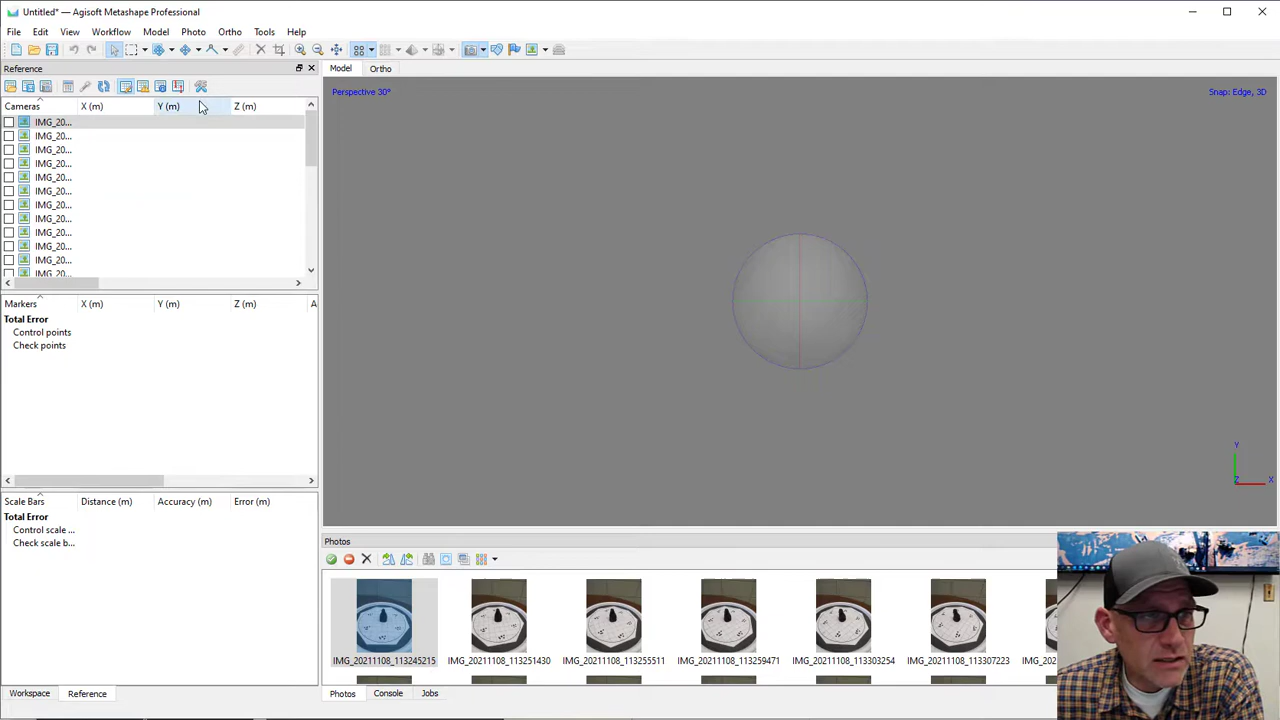 Untitled* — Agisoft Metashape Professional
File Edit View Workflow Model Photo Ortho Tools Help
Reference
Model Ortho
Cameras X (m) Y (m) Z (m)
Perspective 30°
Snap: Edge, 3D
IMG_20...
IMG_20...
IMG_20...
IMG_20...
IMG_20...
IMG_20...
IMG_20...
IMG_20...
IMG_20...
IMG_20...
IMG_20...
IMG_20...
Markers X (m) Y (m) Z (m) A
Total Error
Control points
Check points
Y
Z X
Scale Bars Distance (m) Accuracy (m) Error (m)
Total Error
Control scale ...
Check scale b...
Photos
IMG_20211108_113245215 IMG_20211108_113251430 IMG_20211108_113255511 IMG_20211108_113259471 IMG_20211108_113303254 IMG_20211108_113307223 IM
Workspace Reference
Photos Console Jobs